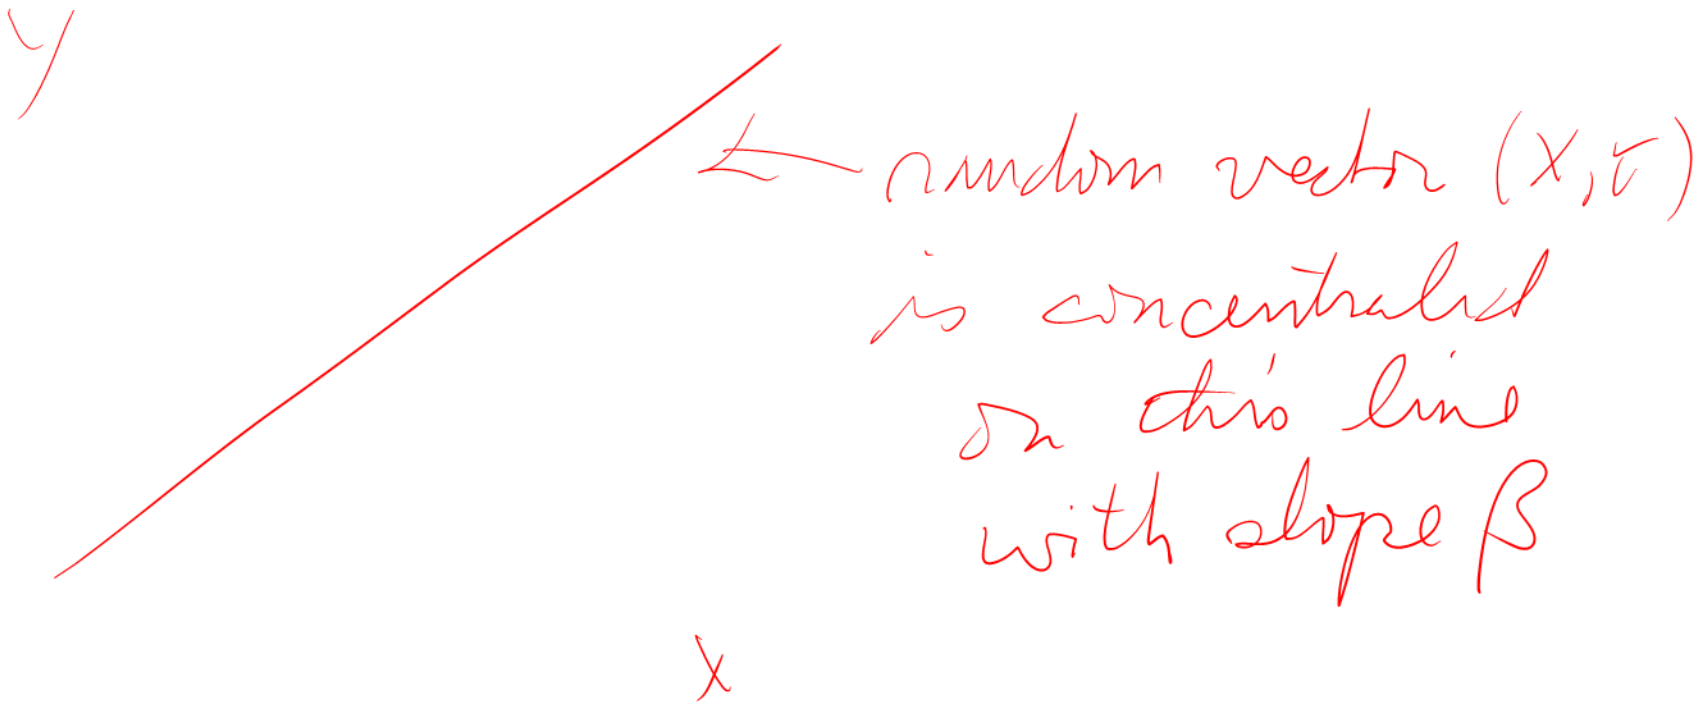 y
← random vector (X, Y)
is concentrated
on this line
with slope β
X